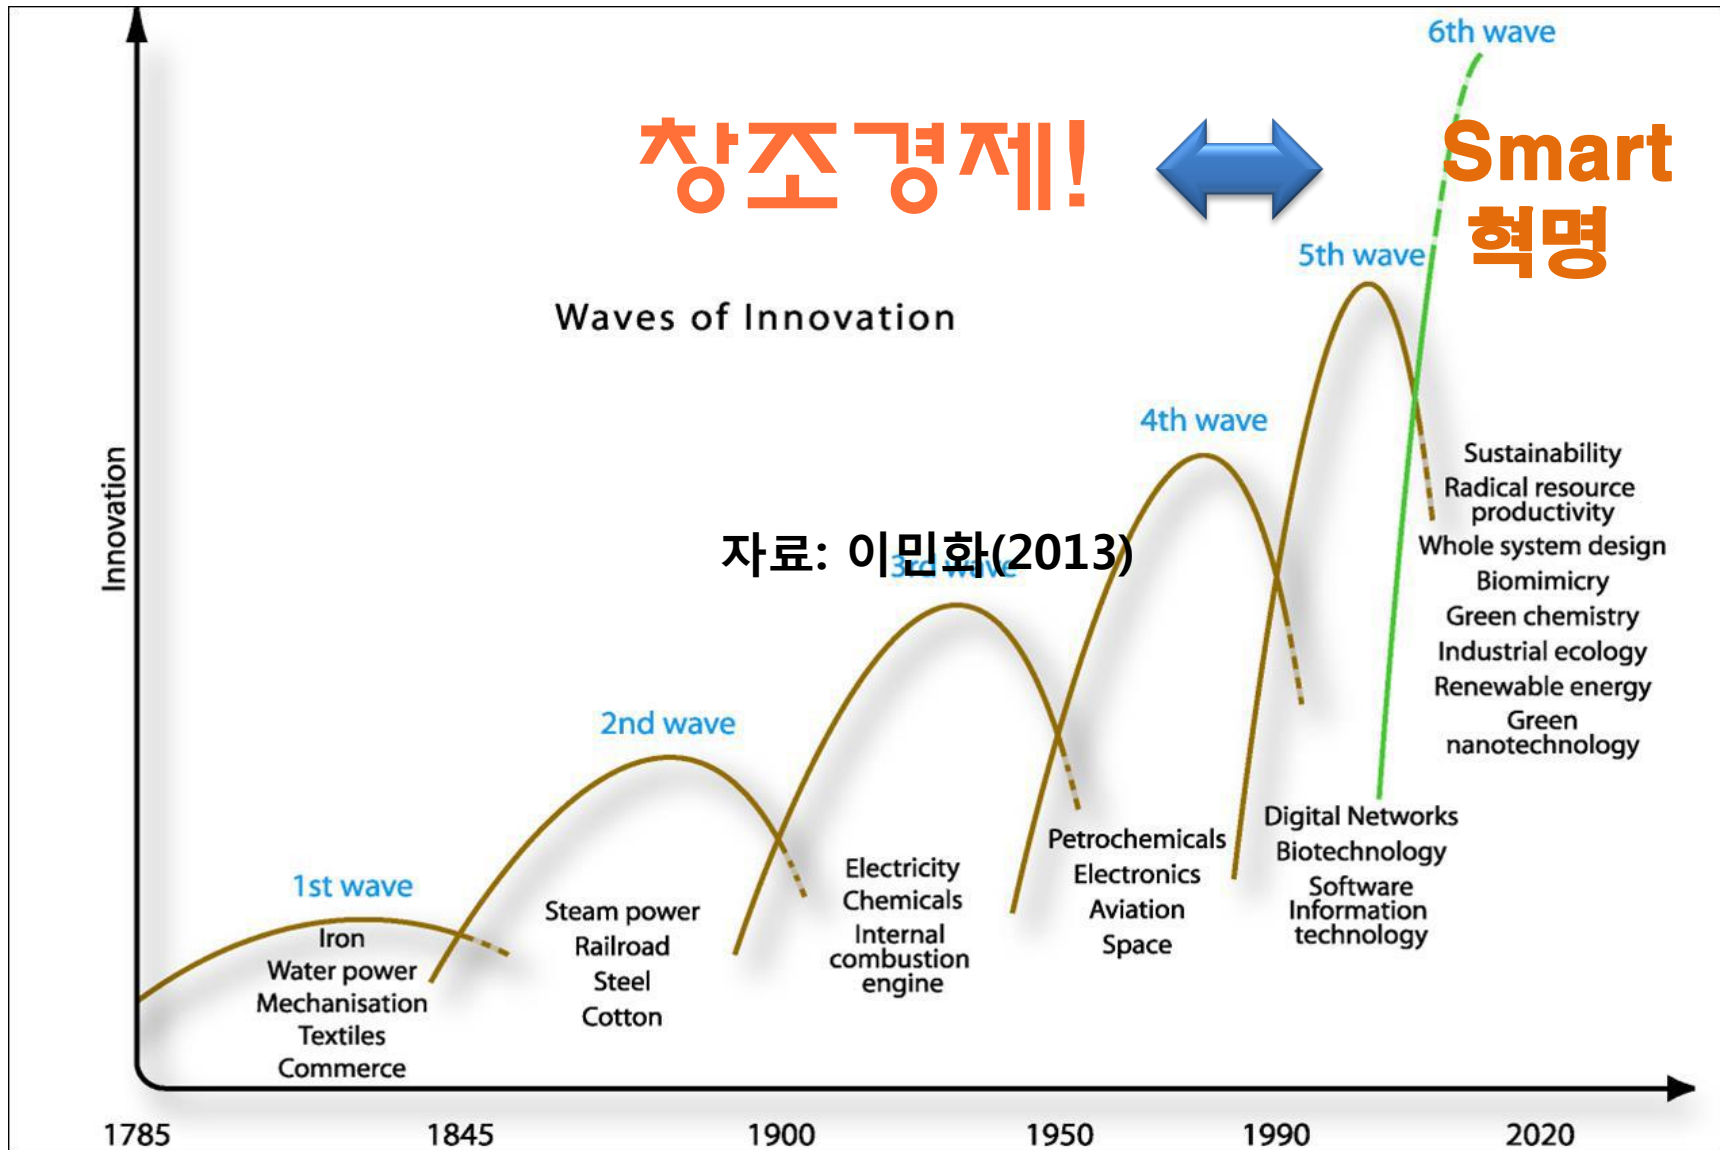 6th wave
창조경제!
Smart
혁명
5th wave
Waves of Innovation
4th wave
Innovation
자료: 이민화(2013)
3rd wave
2nd wave
1st wave
Iron
Water power
Mechanisation
Textiles
Commerce
Steam power
Railroad
Steel
Cotton
Electricity
Chemicals
Internal
combustion
engine
Petrochemicals
Electronics
Aviation
Space
Digital Networks
Biotechnology
Software
Information
technology
Sustainability
Radical resource
productivity
Whole system design
Biomimicry
Green chemistry
Industrial ecology
Renewable energy
Green
nanotechnology
1785 1845 1900 1950 1990 2020